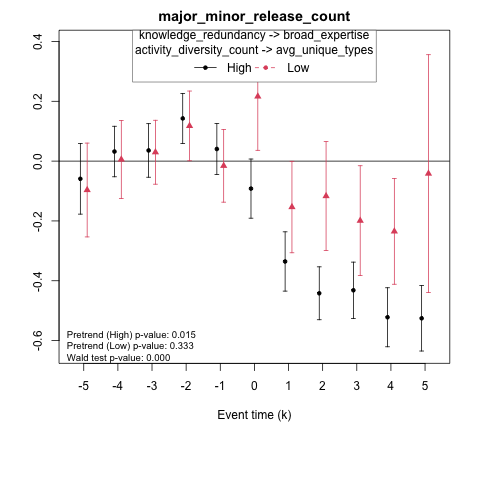 major_minor_release_count
knowledge_redundancy -> broad_expertise
activity_diversity_count -> avg_unique_types
High Low
0.4
0.2
0.0
-0.2
-0.4
-0.6
Pretrend (High) p-value: 0.015
Pretrend (Low) p-value: 0.333
Wald test p-value: 0.000
-5 -4 -3 -2 -1 0 1 2 3 4 5
Event time (k)